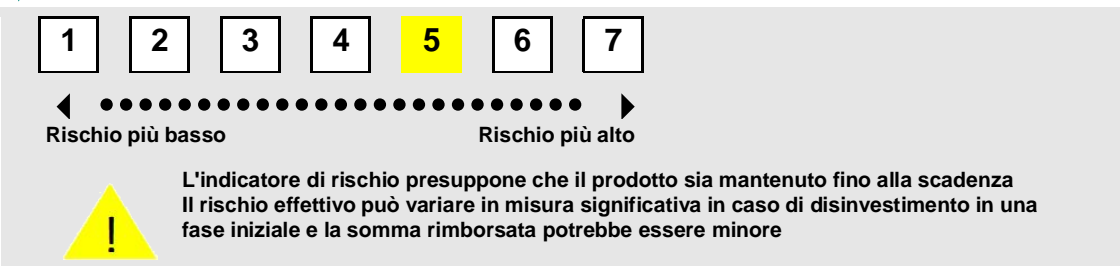 1 2 3 4 5 6 7
Rischio più basso Rischio più alto
L'indicatore di rischio presuppone che il prodotto sia mantenuto fino alla scadenza
Il rischio effettivo può variare in misura significativa in caso di disinvestimento in una
fase iniziale e la somma rimborsata potrebbe essere minore
!